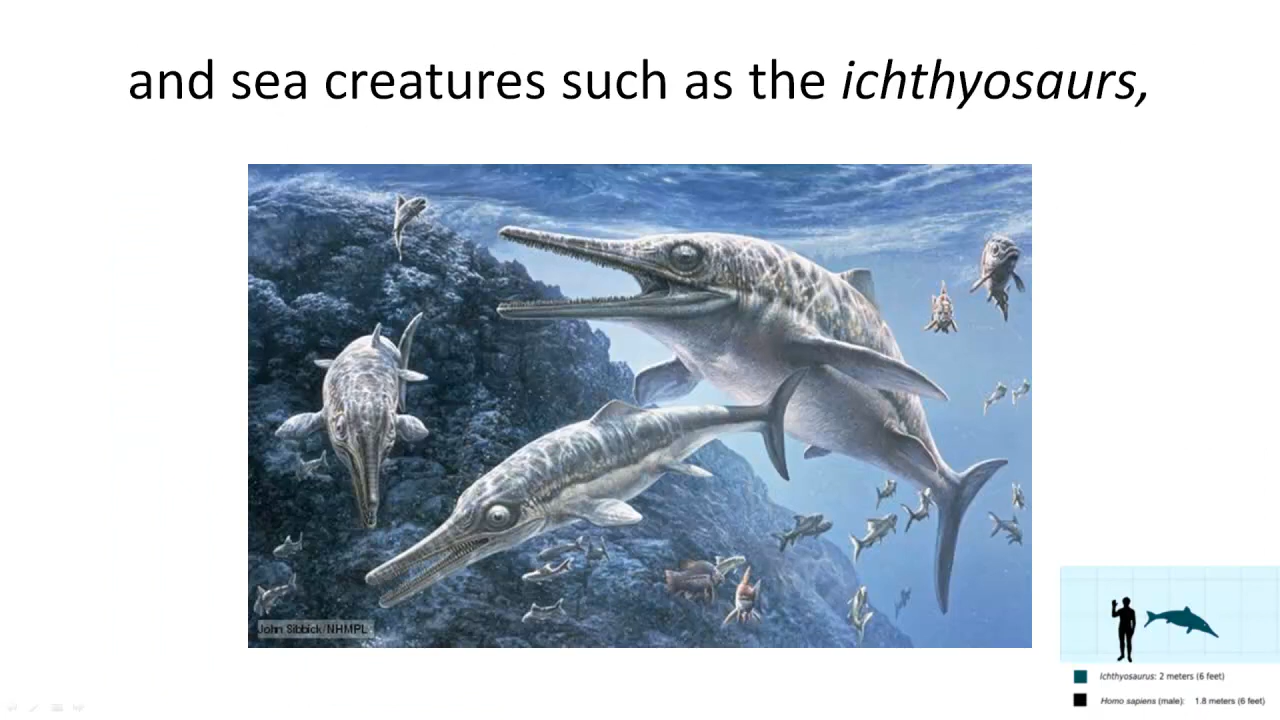 and sea creatures such as the ichthyosaurs,
John Sibbick/NHMPL
Ichthyosaurus: 2 meters (6 feet)
Homo sapiens (male): 1.8 meters (6 feet)